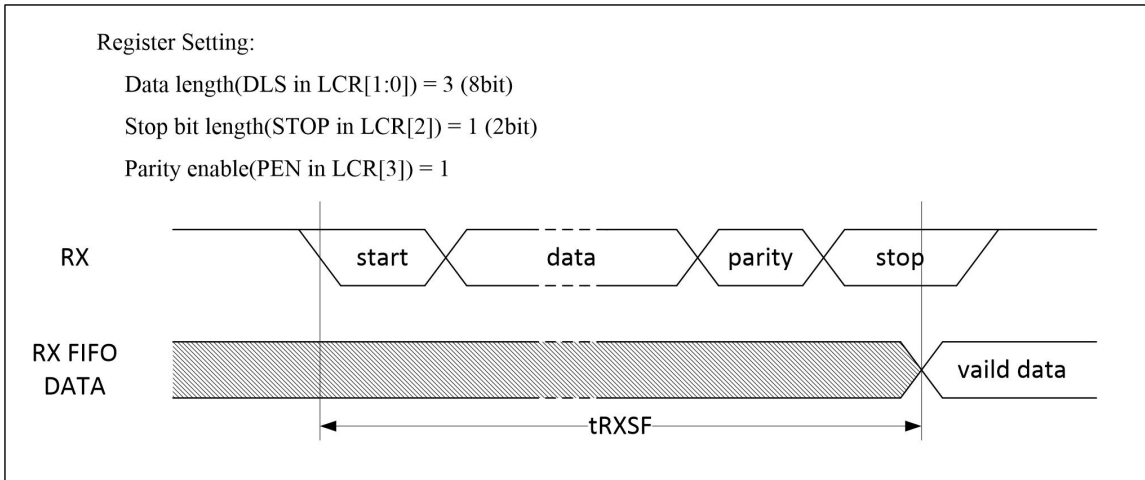 Register Setting:
Data length(DLS in LCR[1:0]) = 3 (8bit)
Stop bit length(STOP in LCR[2]) = 1 (2bit)
Parity enable(PEN in LCR[3]) = 1
RX
start
data
parity
stop
RX FIFO
DATA
vaild data
tRXSF